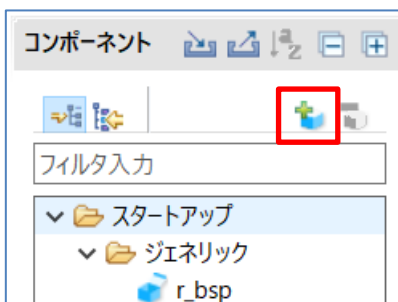 コンポーネント
フィルタ入力
スタートアップ
ジェネリック
r_bsp